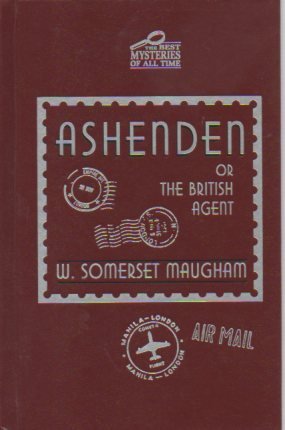 THE BEST
MYSTERIES
OF ALL TIME
ASHENDEN
OR
THE BRITISH
AGENT
W. SOMERSET MAUGHAM
AIR MAIL
MANILA-LONDON
FLIGHT
MANILA-LONDON